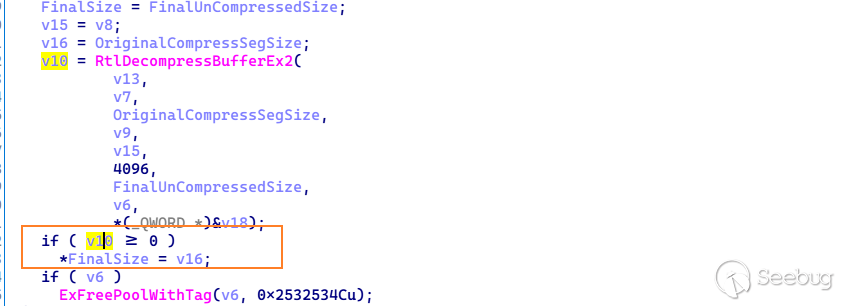 FinalSize = FinalUnCompressedSize;
v15 = v8;
v16 = OriginalCompressSegSize;
v10 = RtlDecompressBufferEx2(
v13,
v7,
OriginalCompressSegSize,
v9,
v15,
4096,
FinalUnCompressedSize,
v6,
*(_QWORD *)&v18);
if ( v10 ≥ 0 )
*FinalSize = v16;
if ( v6 )
ExFreePoolWithTag(v6, 0×2532534Cu);
Seebug